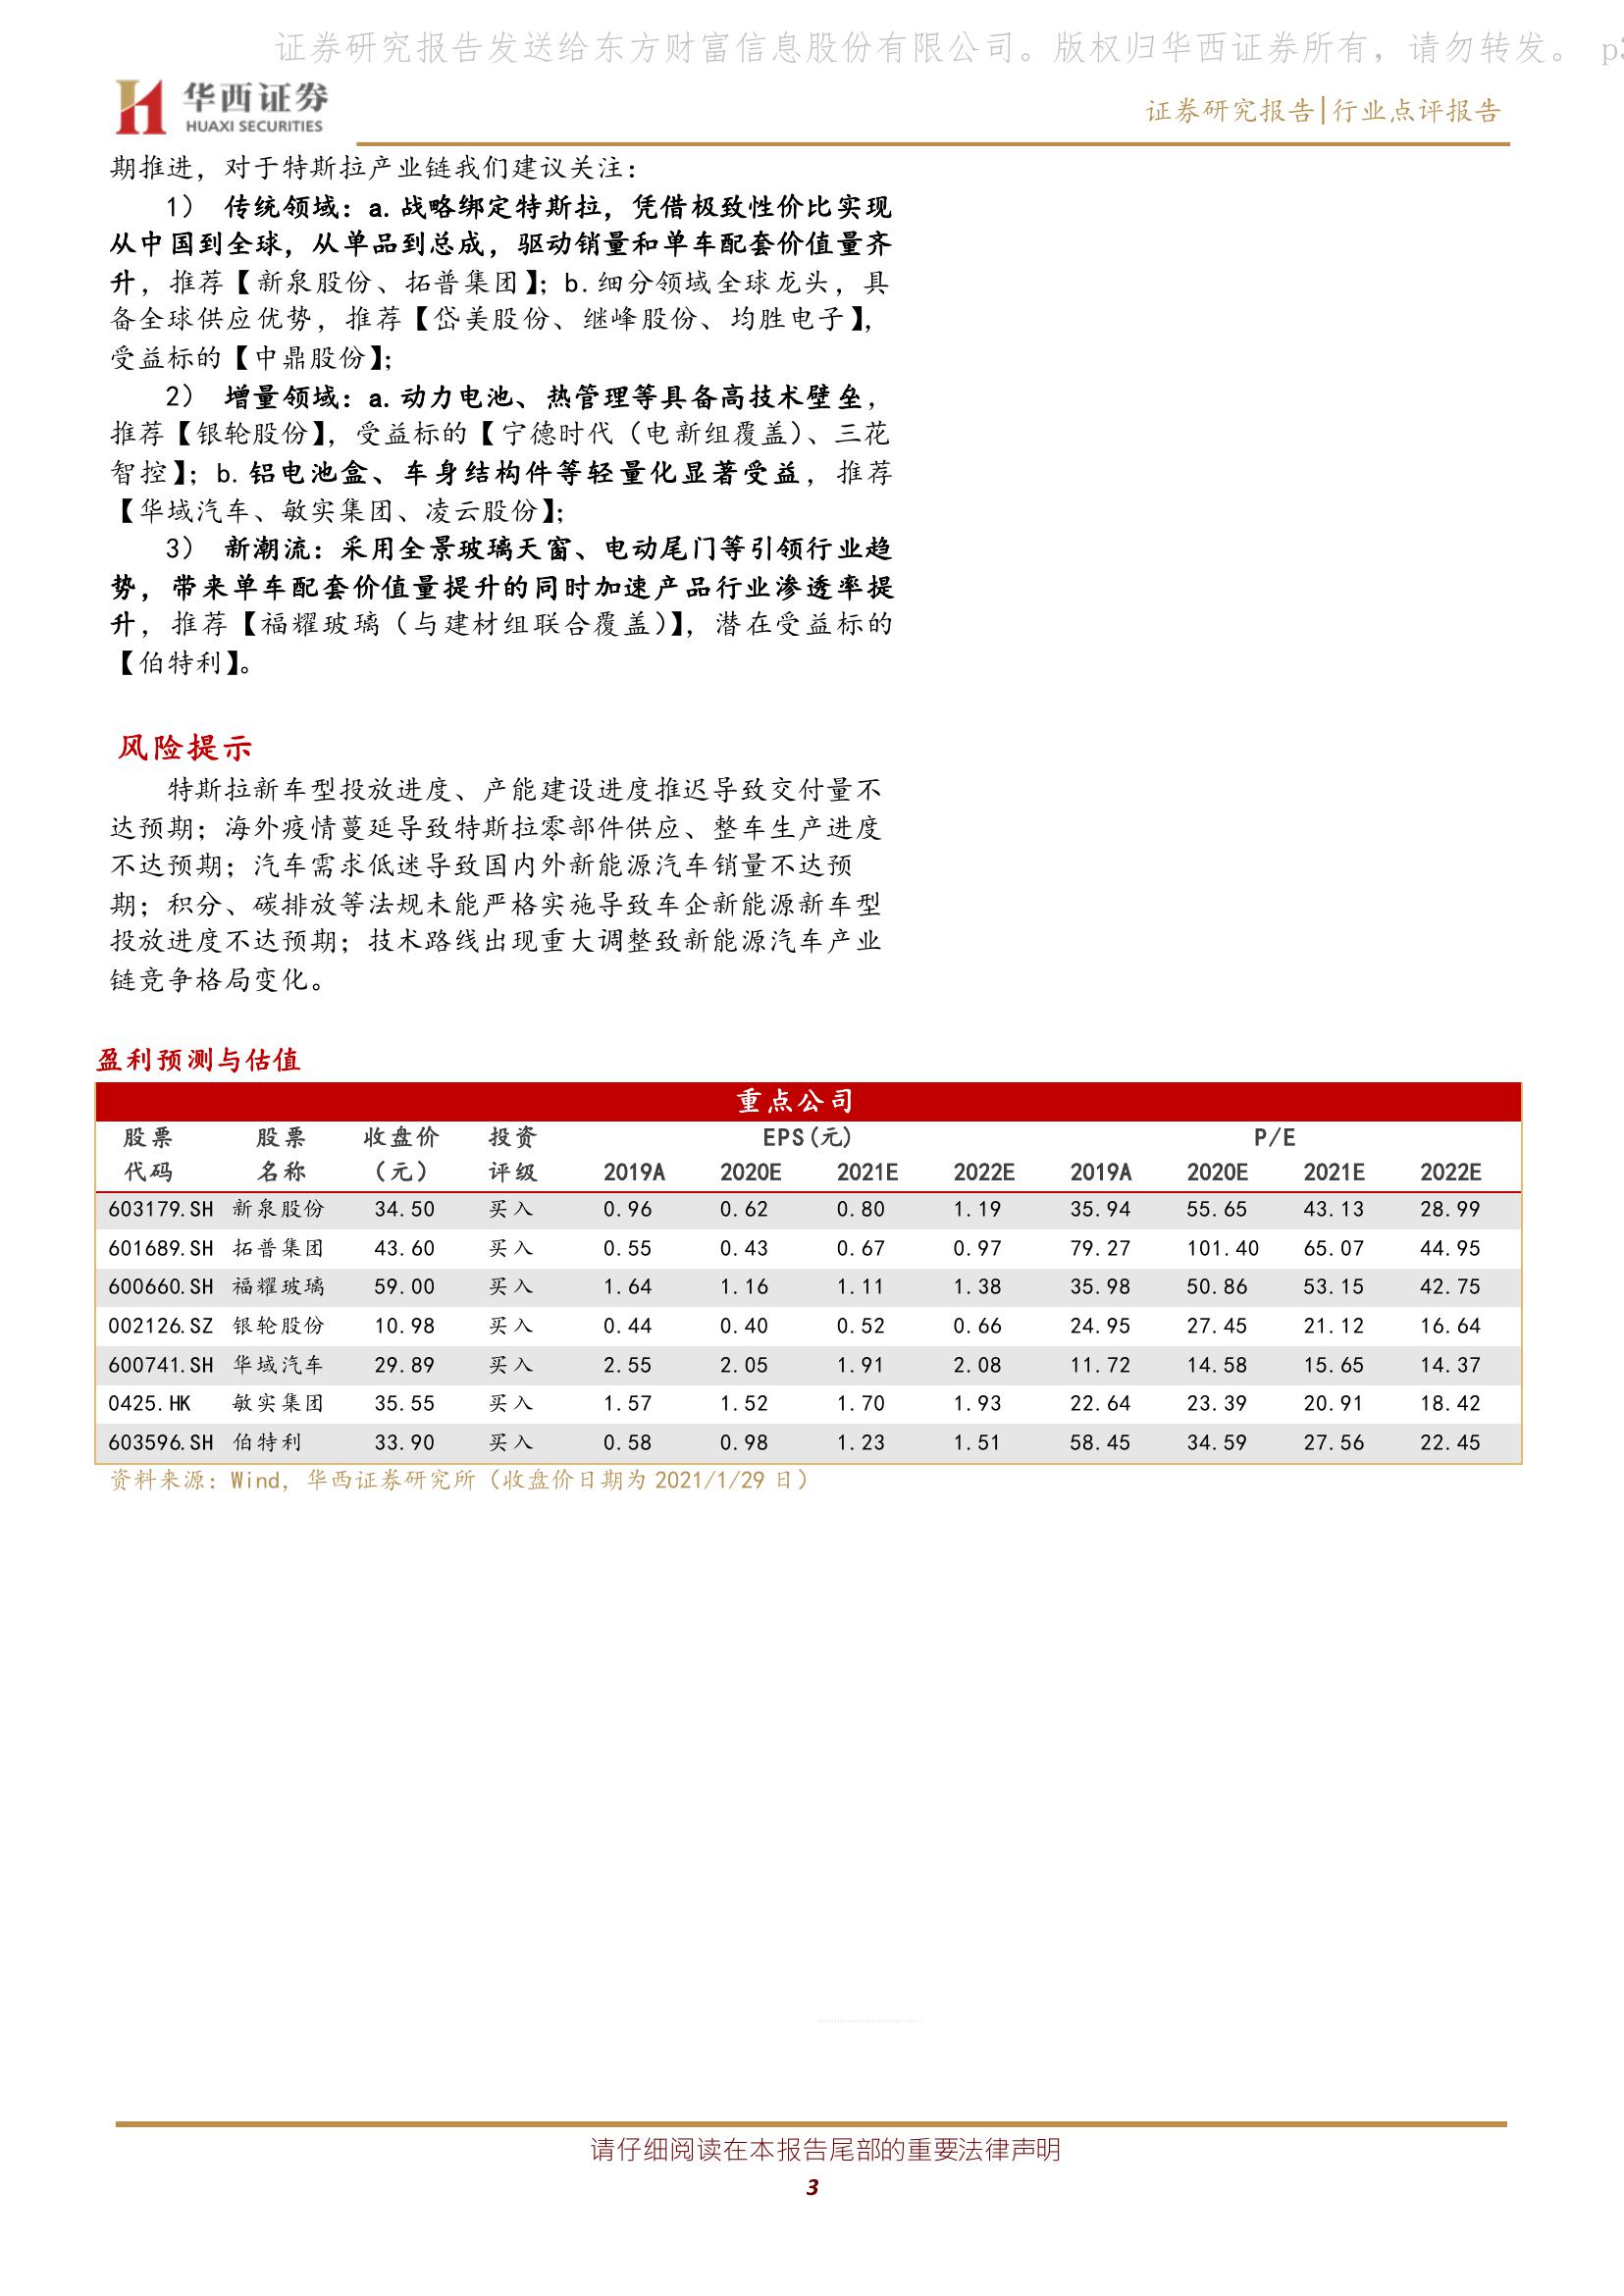 证券研究报告发送给东方财富信息股份有限公司。版权归华西证券所有，请勿转发。 p3
华西证券
HUAXI SECURITIES
证券研究报告|行业点评报告
期推进，对于特斯拉产业链我们建议关注：
1） 传统领域：a.战略绑定特斯拉，凭借极致性价比实现
从中国到全球，从单品到总成，驱动销量和单车配套价值量齐
升，推荐【新泉股份、拓普集团】；b.细分领域全球龙头，具
备全球供应优势，推荐【岱美股份、继峰股份、均胜电子】，
受益标的【中鼎股份】；
2） 增量领域：a.动力电池、热管理等具备高技术壁垒，
推荐【银轮股份】，受益标的【宁德时代（电新组覆盖）、三花
智控】；b.铝电池盒、车身结构件等轻量化显著受益，推荐
【华域汽车、敏实集团、凌云股份】；
3） 新潮流：采用全景玻璃天窗、电动尾门等引领行业趋
势，带来单车配套价值量提升的同时加速产品行业渗透率提
升，推荐【福耀玻璃（与建材组联合覆盖）】，潜在受益标的
【伯特利】。
风险提示
特斯拉新车型投放进度、产能建设进度推迟导致交付量不
达预期；海外疫情蔓延导致特斯拉零部件供应、整车生产进度
不达预期；汽车需求低迷导致国内外新能源汽车销量不达预
期；积分、碳排放等法规未能严格实施导致车企新能源新车型
投放进度不达预期；技术路线出现重大调整致新能源汽车产业
链竞争格局变化。
盈利预测与估值
重点公司
股票 股票 收盘价 投资 EPS(元) P/E
代码 名称 （元） 评级 2019A 2020E 2021E 2022E 2019A 2020E 2021E 2022E
603179.SH 新泉股份 34.50 买入 0.96 0.62 0.80 1.19 35.94 55.65 43.13 28.99
601689.SH 拓普集团 43.60 买入 0.55 0.43 0.67 0.97 79.27 101.40 65.07 44.95
600660.SH 福耀玻璃 59.00 买入 1.64 1.16 1.11 1.38 35.98 50.86 53.15 42.75
002126.SZ 银轮股份 10.98 买入 0.44 0.40 0.52 0.66 24.95 27.45 21.12 16.64
600741.SH 华域汽车 29.89 买入 2.55 2.05 1.91 2.08 11.72 14.58 15.65 14.37
0425.HK 敏实集团 35.55 买入 1.57 1.52 1.70 1.93 22.64 23.39 20.91 18.42
603596.SH 伯特利 33.90 买入 0.58 0.98 1.23 1.51 58.45 34.59 27.56 22.45
资料来源：Wind，华西证券研究所（收盘价日期为 2021/1/29 日）
请仔细阅读在本报告尾部的重要法律声明
3